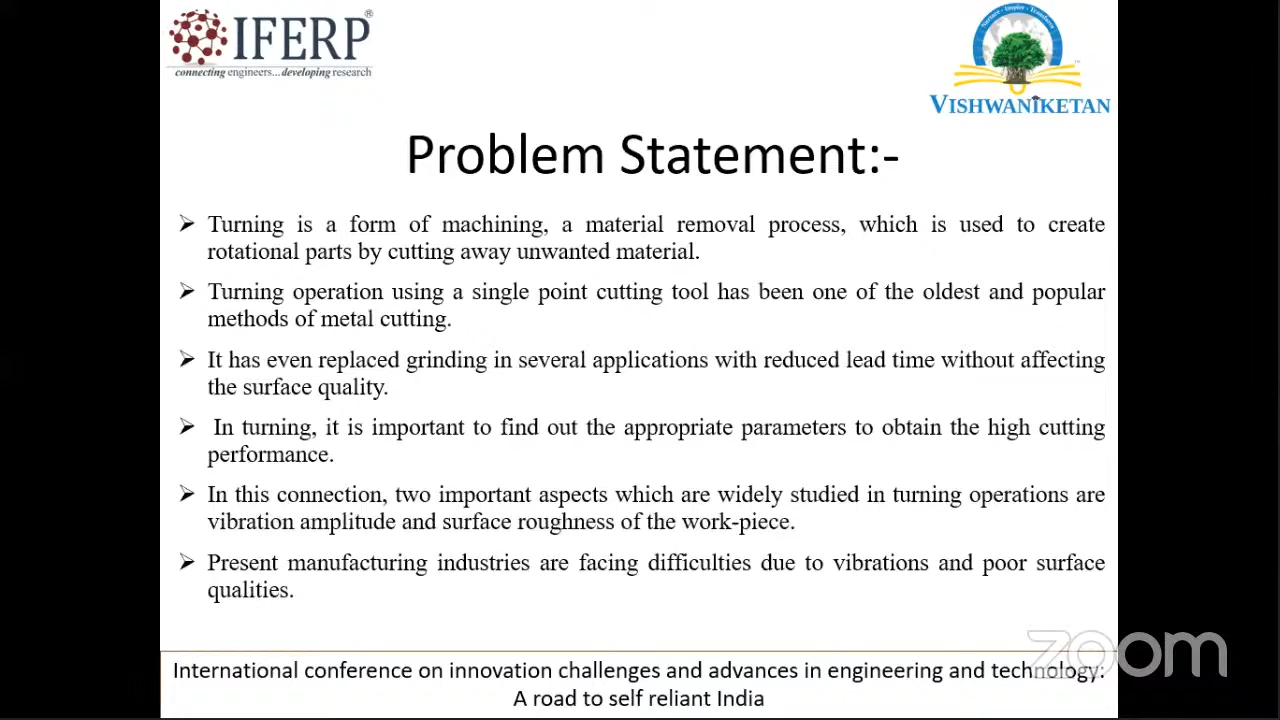 IFERP®
connecting engineers...developing research
Nurture · Inspire · Transform
VISHWANIKETAN
Problem Statement:-
➢ Turning is a form of machining, a material removal process, which is used to create
rotational parts by cutting away unwanted material.
➢ Turning operation using a single point cutting tool has been one of the oldest and popular
methods of metal cutting.
➢ It has even replaced grinding in several applications with reduced lead time without affecting
the surface quality.
➢ In turning, it is important to find out the appropriate parameters to obtain the high cutting
performance.
➢ In this connection, two important aspects which are widely studied in turning operations are
vibration amplitude and surface roughness of the work-piece.
➢ Present manufacturing industries are facing difficulties due to vibrations and poor surface
qualities.
zoom
International conference on innovation challenges and advances in engineering and technology:
A road to self reliant India